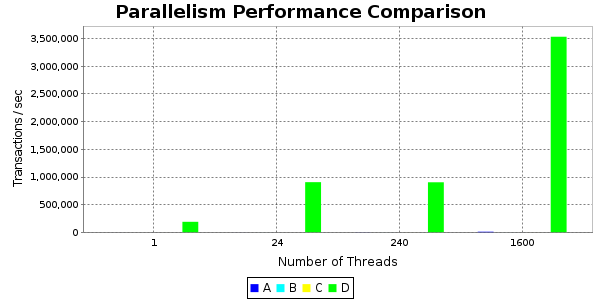 Parallelism Performance Comparison
3,500,000
3,000,000
2,500,000
2,000,000
1,500,000
1,000,000
500,000
0
Transactions / sec
1 24 240 1600
Number of Threads
A B C D